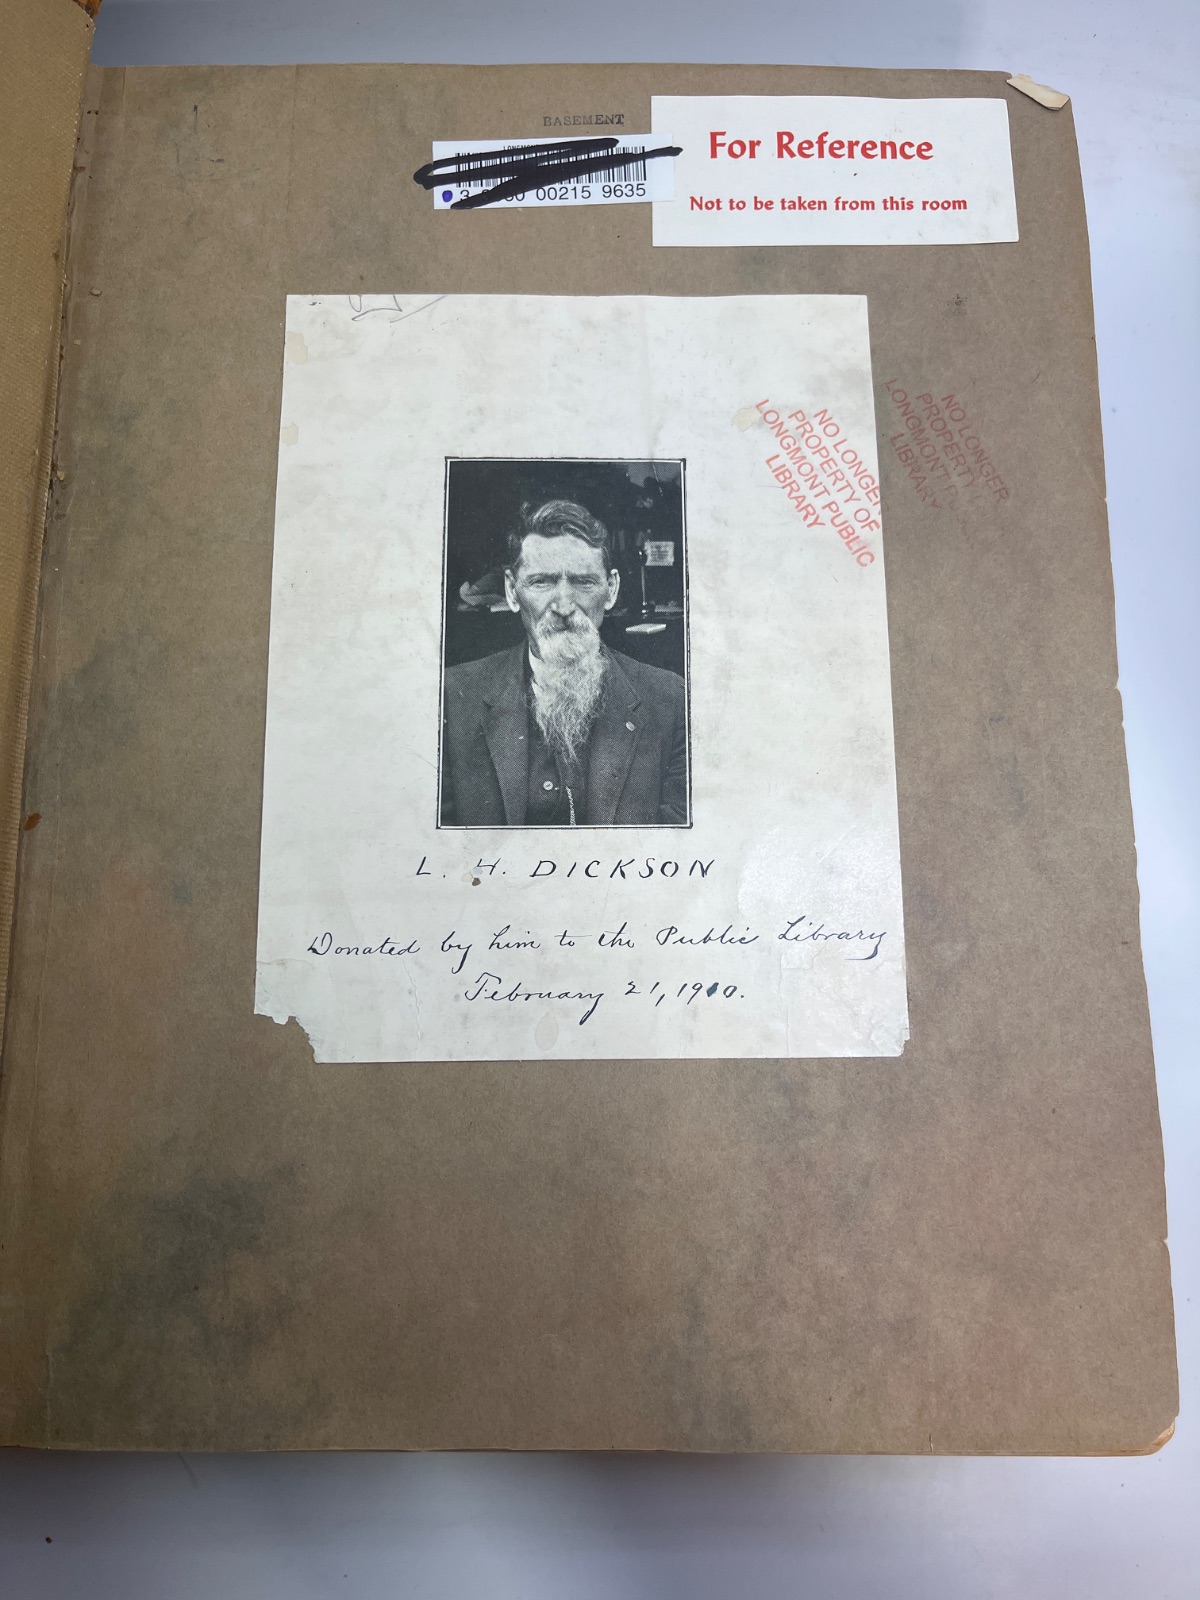 BASEMENT
For Reference
Not to be taken from this room
00215 9635
NO LONGER
PROPERTY OF
LONGMONT PUBLIC
LIBRARY
NO LONGER
PROPERTY
LONGMONT
LIBRARY
L. H. DICKSON
Donated by him to the Public Library
February 21, 1910.